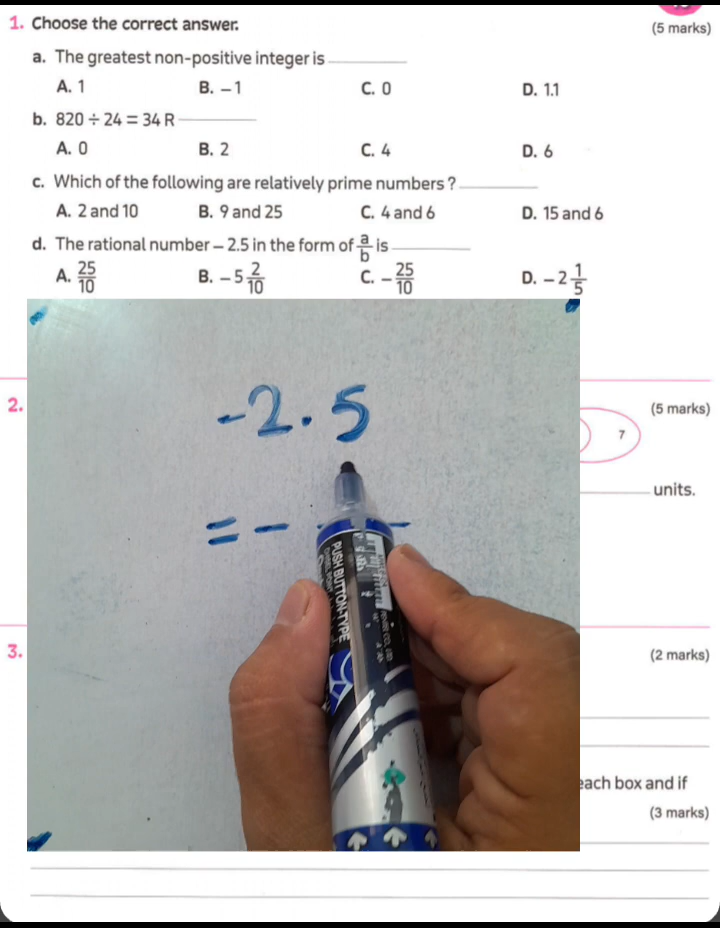 1. Choose the correct answer.
(5 marks)
a. The greatest non-positive integer is
A. 1 B. – 1 C. 0 D. 1.1
b. 820 ÷ 24 = 34 R
A. 0 B. 2 C. 4 D. 6
c. Which of the following are relatively prime numbers ?
A. 2 and 10 B. 9 and 25 C. 4 and 6 D. 15 and 6
d. The rational number – 2.5 in the form of a/b is
A. 25/10 B. – 5 2/10 C. – 25/10 D. – 2 1/5
-2.5
= -
PUSH BUTTON-TYPE
2.
(5 marks)
7
units.
3.
(2 marks)
each box and if
(3 marks)